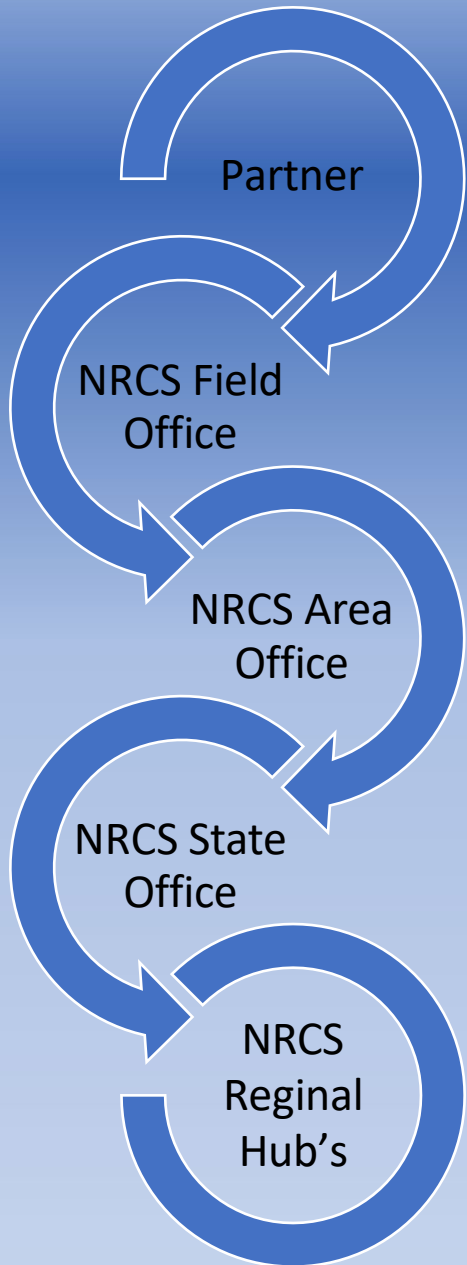 Partner
NRCS Field
Office
NRCS Area
Office
NRCS State
Office
NRCS
Reginal
Hub's